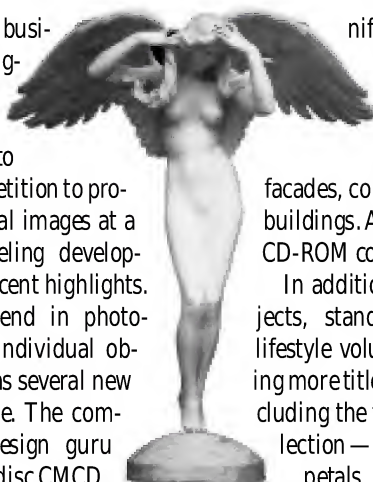 busi-
g-
to
etition to pro-
al images at a
eling develop-
cent highlights.
end in photo-
ndividual ob-
as several new
e. The com-
esign guru
disc CMCD
nif
facades, co
buildings. A
CD-ROM co
In additio
jects, stand
lifestyle volu
ing more title
cluding the
lection—
petals